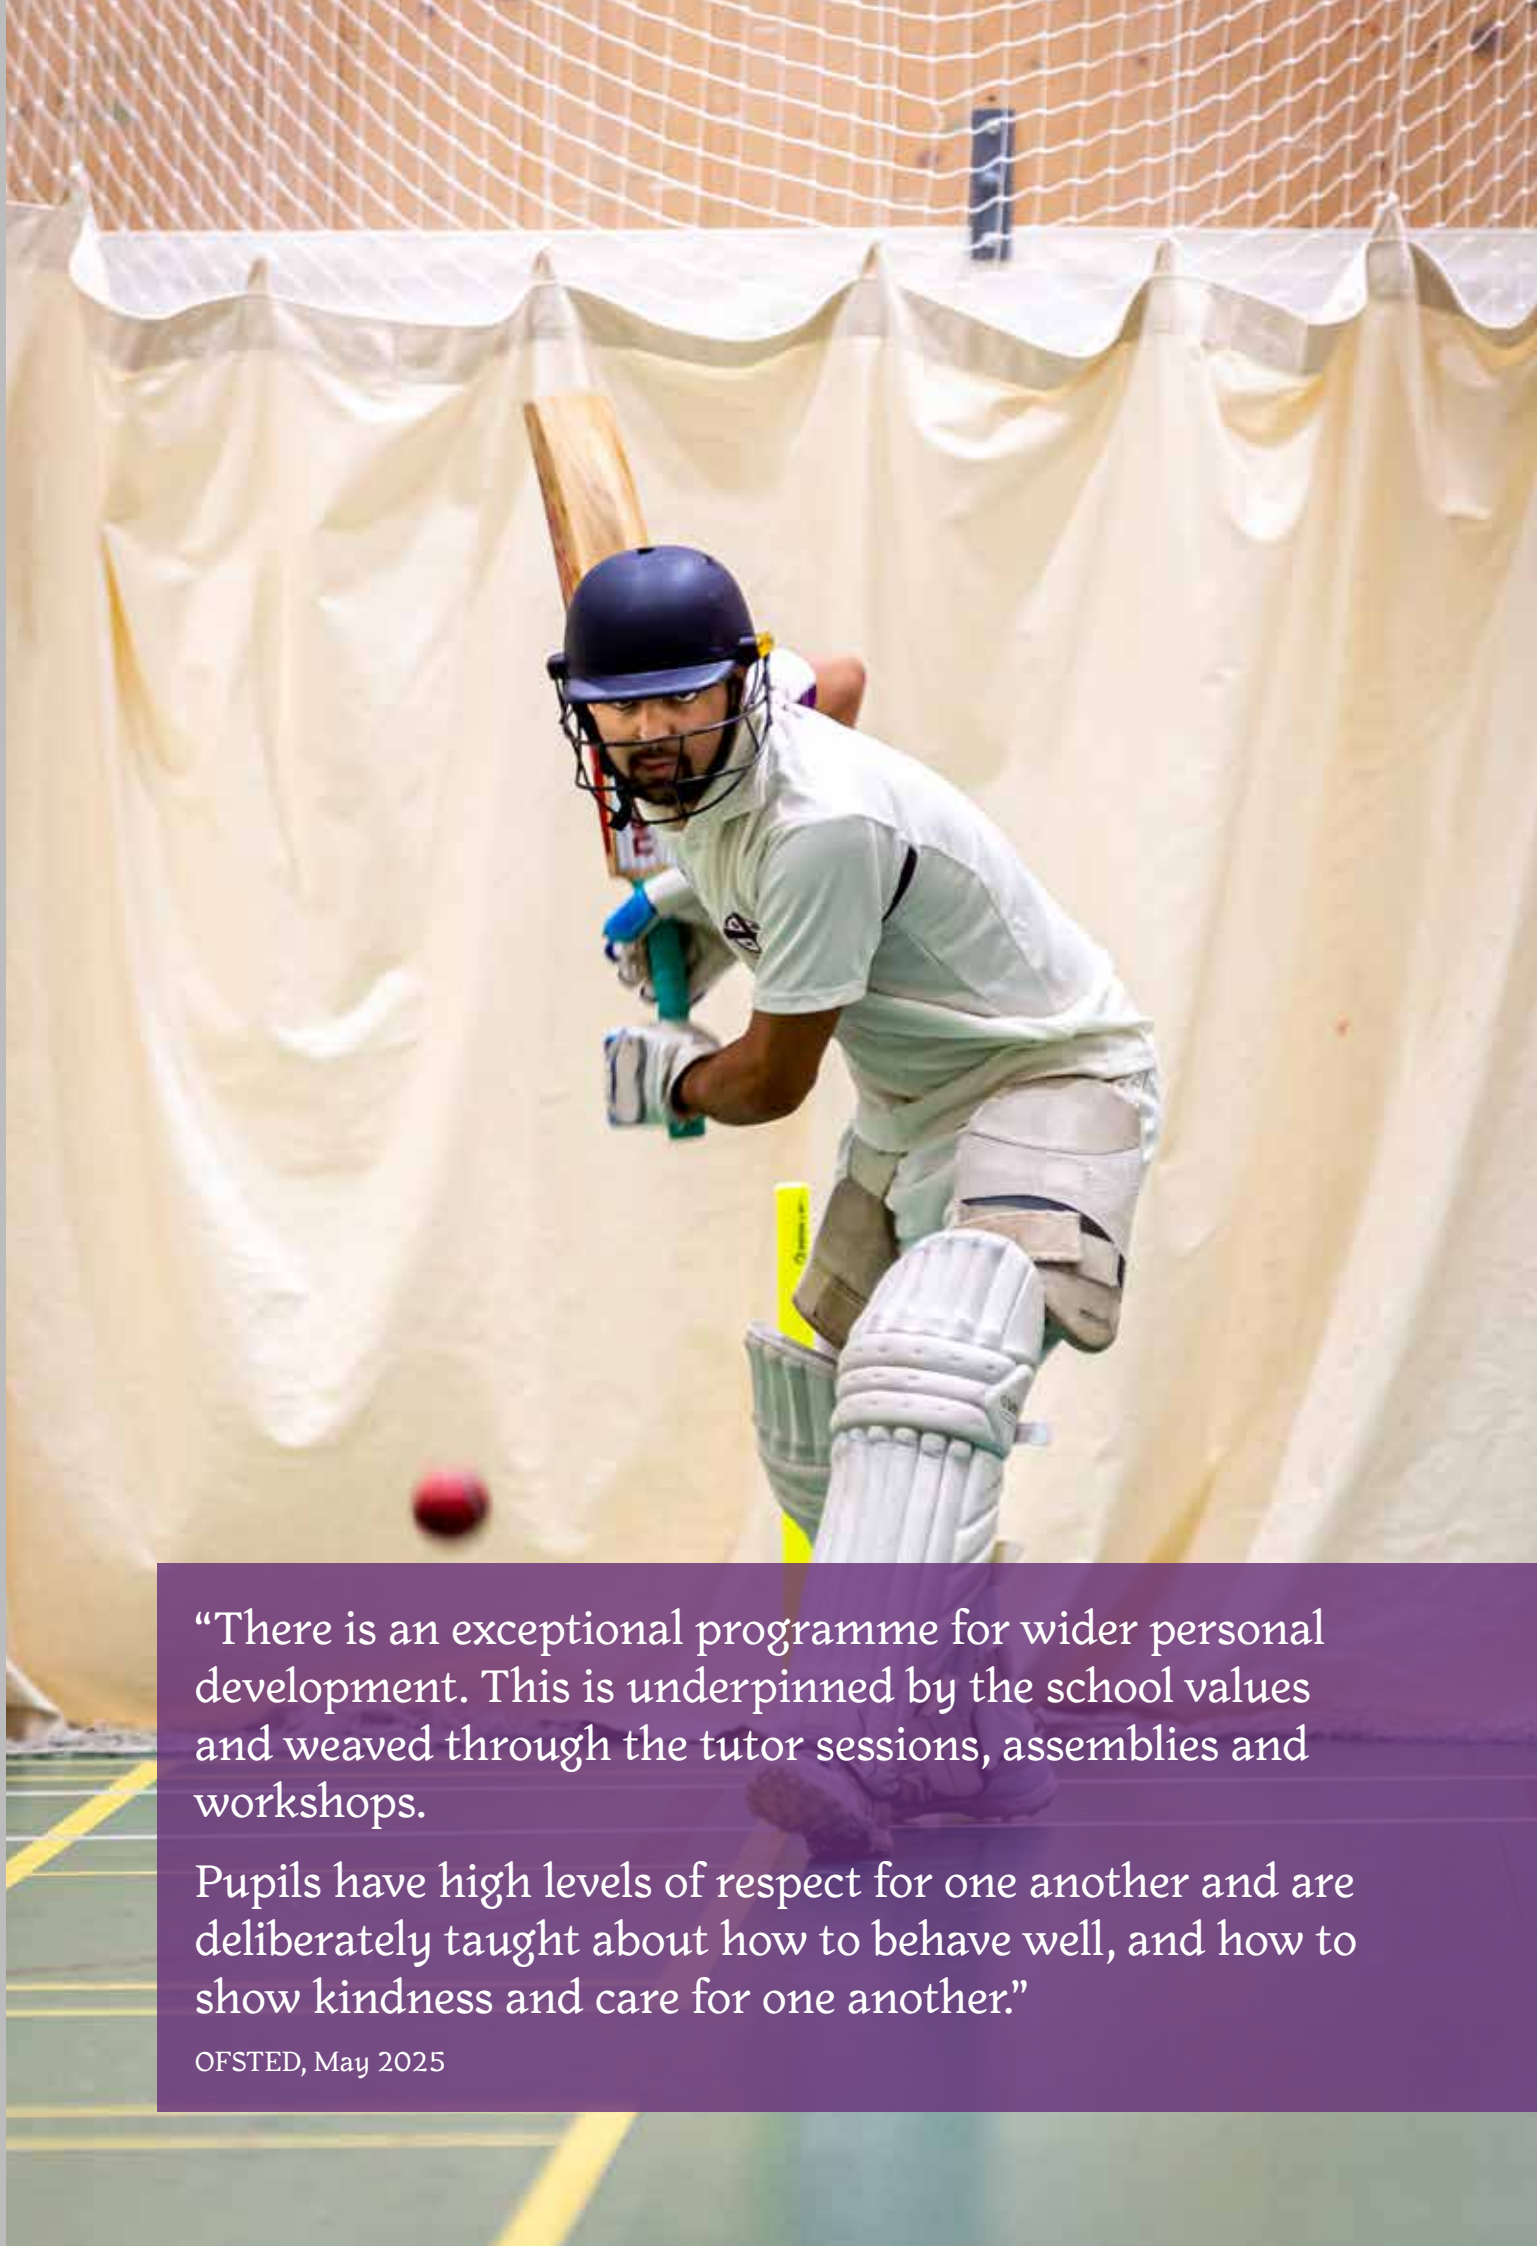 “There is an exceptional programme for wider personal
development. This is underpinned by the school values
and weaved through the tutor sessions, assemblies and
workshops.
Pupils have high levels of respect for one another and are
deliberately taught about how to behave well, and how to
show kindness and care for one another.”
OFSTED, May 2025